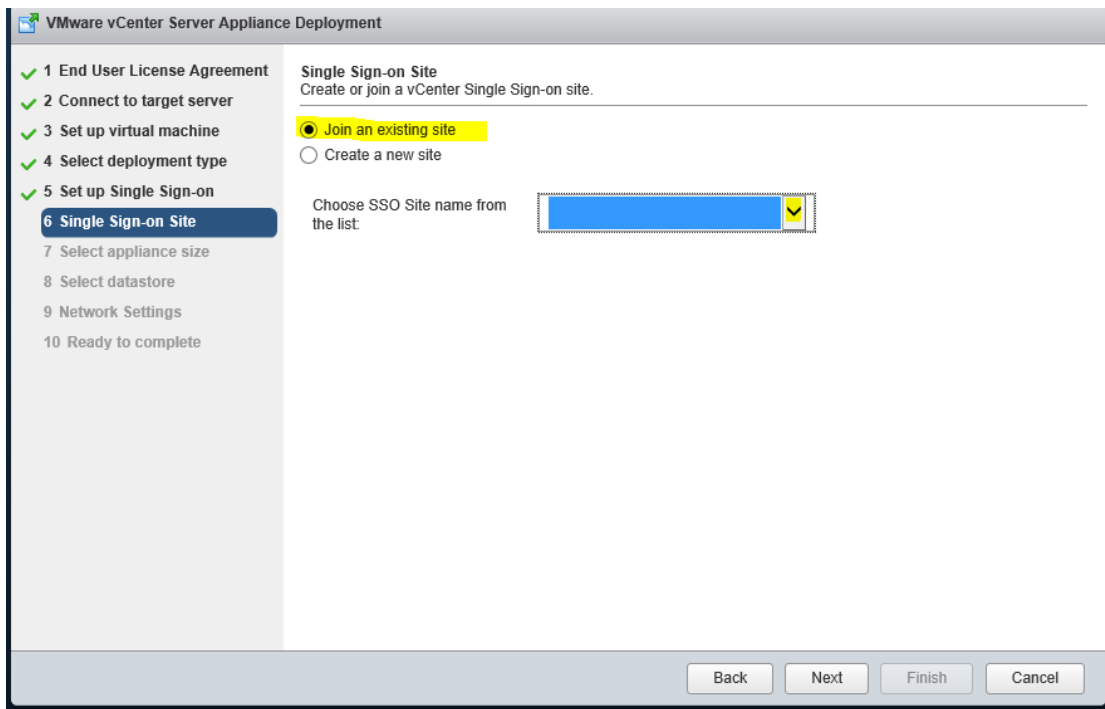 VMware vCenter Server Appliance Deployment
1 End User License Agreement
2 Connect to target server
3 Set up virtual machine
4 Select deployment type
5 Set up Single Sign-on
6 Single Sign-on Site
7 Select appliance size
8 Select datastore
9 Network Settings
10 Ready to complete
Single Sign-on Site
Create or join a vCenter Single Sign-on site.
Join an existing site
Create a new site
Choose SSO Site name from
the list:
Back Next Finish Cancel